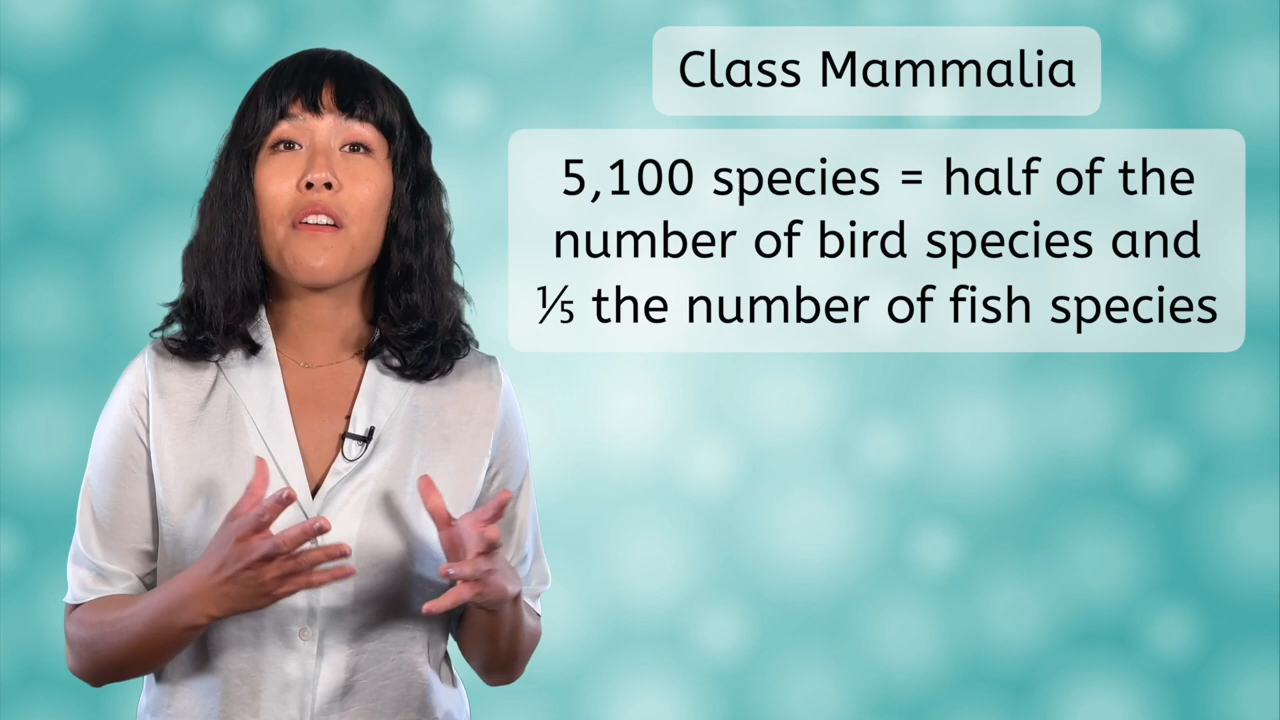 Class Mammalia
5,100 species = half of the
number of bird species and
⅕ the number of fish species